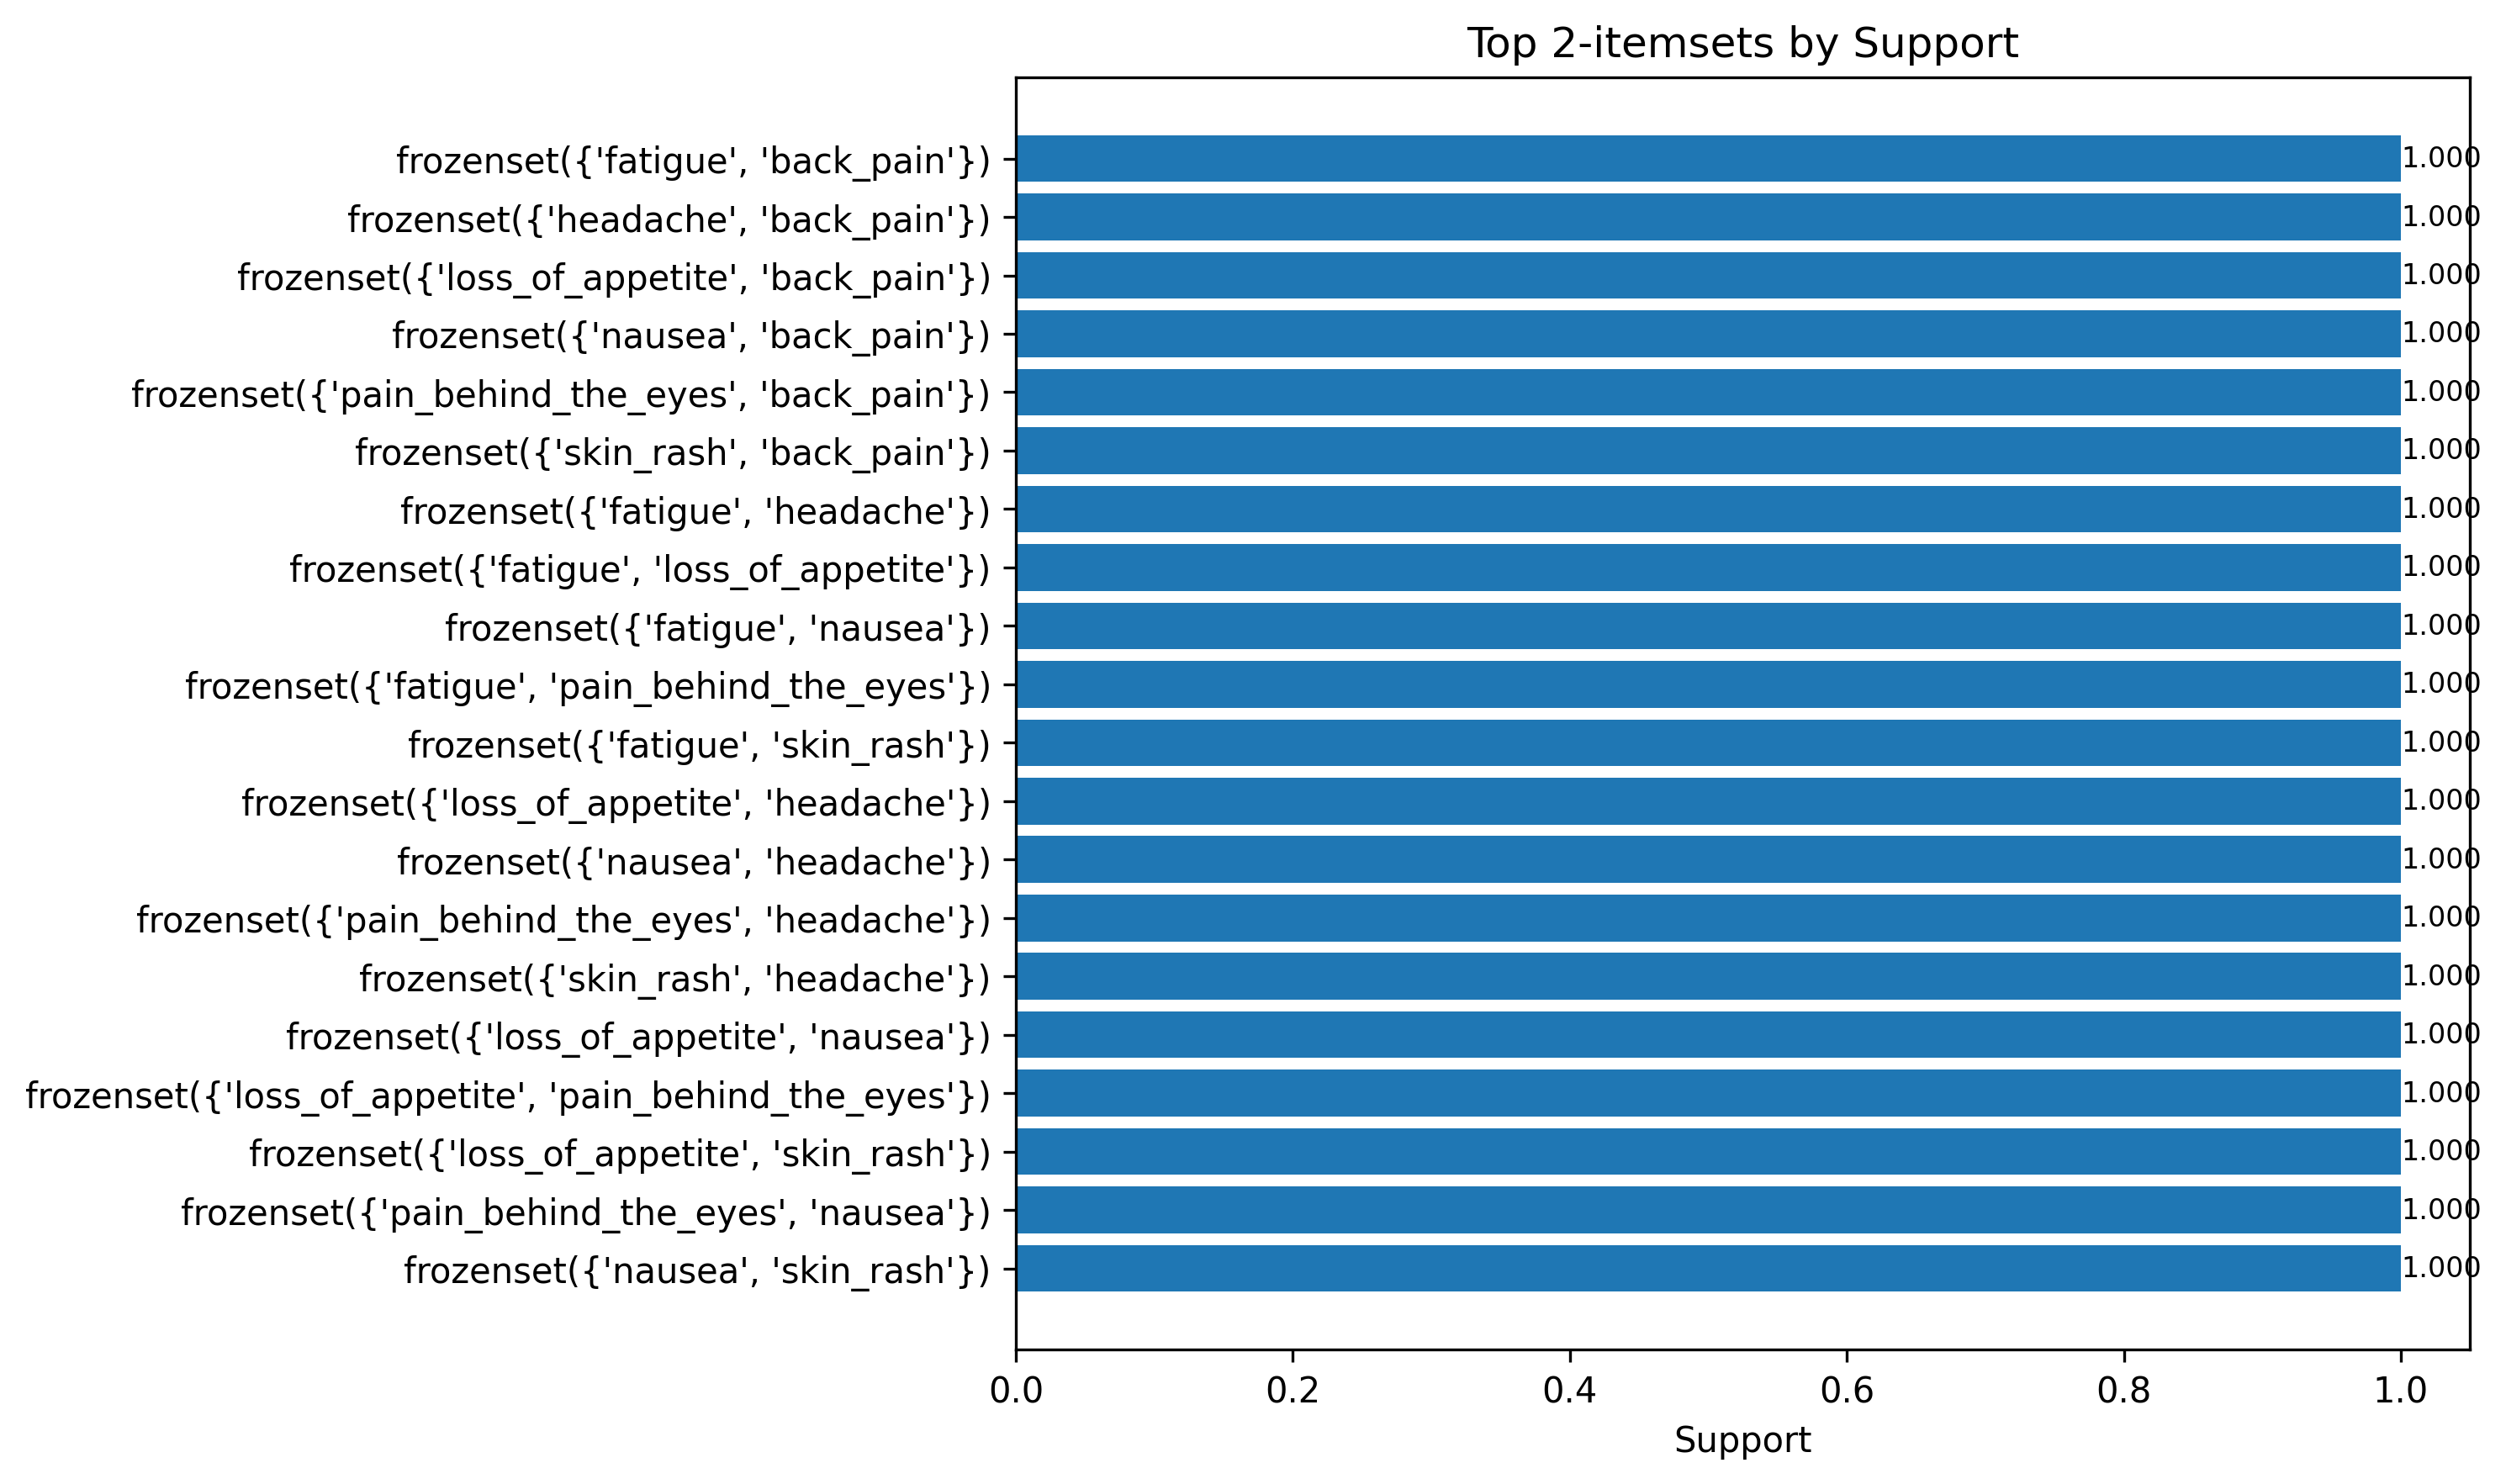 Top 2-itemsets by Support
frozenset({'fatigue', 'back_pain'}) 1.000
frozenset({'headache', 'back_pain'}) 1.000
frozenset({'loss_of_appetite', 'back_pain'}) 1.000
frozenset({'nausea', 'back_pain'}) 1.000
frozenset({'pain_behind_the_eyes', 'back_pain'}) 1.000
frozenset({'skin_rash', 'back_pain'}) 1.000
frozenset({'fatigue', 'headache'}) 1.000
frozenset({'fatigue', 'loss_of_appetite'}) 1.000
frozenset({'fatigue', 'nausea'}) 1.000
frozenset({'fatigue', 'pain_behind_the_eyes'}) 1.000
frozenset({'fatigue', 'skin_rash'}) 1.000
frozenset({'loss_of_appetite', 'headache'}) 1.000
frozenset({'nausea', 'headache'}) 1.000
frozenset({'pain_behind_the_eyes', 'headache'}) 1.000
frozenset({'skin_rash', 'headache'}) 1.000
frozenset({'loss_of_appetite', 'nausea'}) 1.000
frozenset({'loss_of_appetite', 'pain_behind_the_eyes'}) 1.000
frozenset({'loss_of_appetite', 'skin_rash'}) 1.000
frozenset({'pain_behind_the_eyes', 'nausea'}) 1.000
frozenset({'nausea', 'skin_rash'}) 1.000
0.0 0.2 0.4 0.6 0.8 1.0
Support